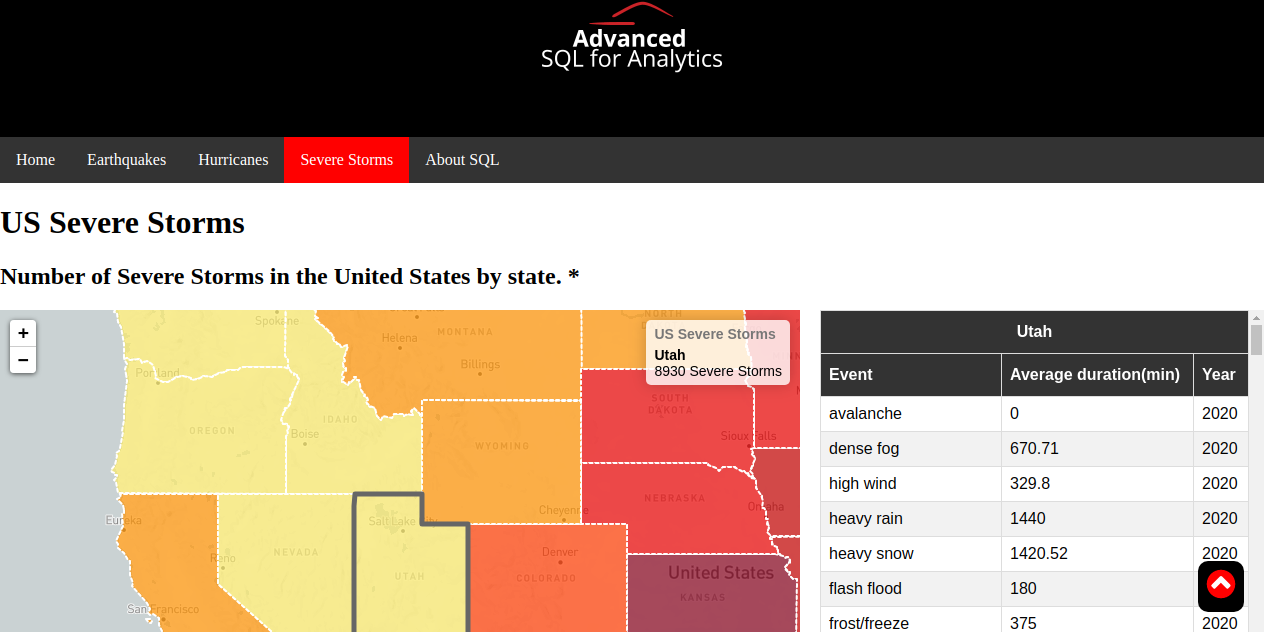 Advanced
SQL for Analytics
Home Earthquakes Hurricanes Severe Storms About SQL
US Severe Storms
Number of Severe Storms in the United States by state. *
+
−
Spokane
Portland
OREGON
IDAHO
Boise
Helena
MONTANA
Billings
WYOMING
Cheyenne
NORTH
US Severe Storms
Utah
8930 Severe Storms
SOUTH
DAKOTA
Sioux Falls
NEBRASKA
Omaha
Eureka
Reno
NEVADA
Salt Lake City
UTAH
Denver
COLORADO
United States
KANSAS
San Francisco
Utah
Event Average duration(min) Year
avalanche 0 2020
dense fog 670.71 2020
high wind 329.8 2020
heavy rain 1440 2020
heavy snow 1420.52 2020
flash flood 180 2020
frost/freeze 375 2020